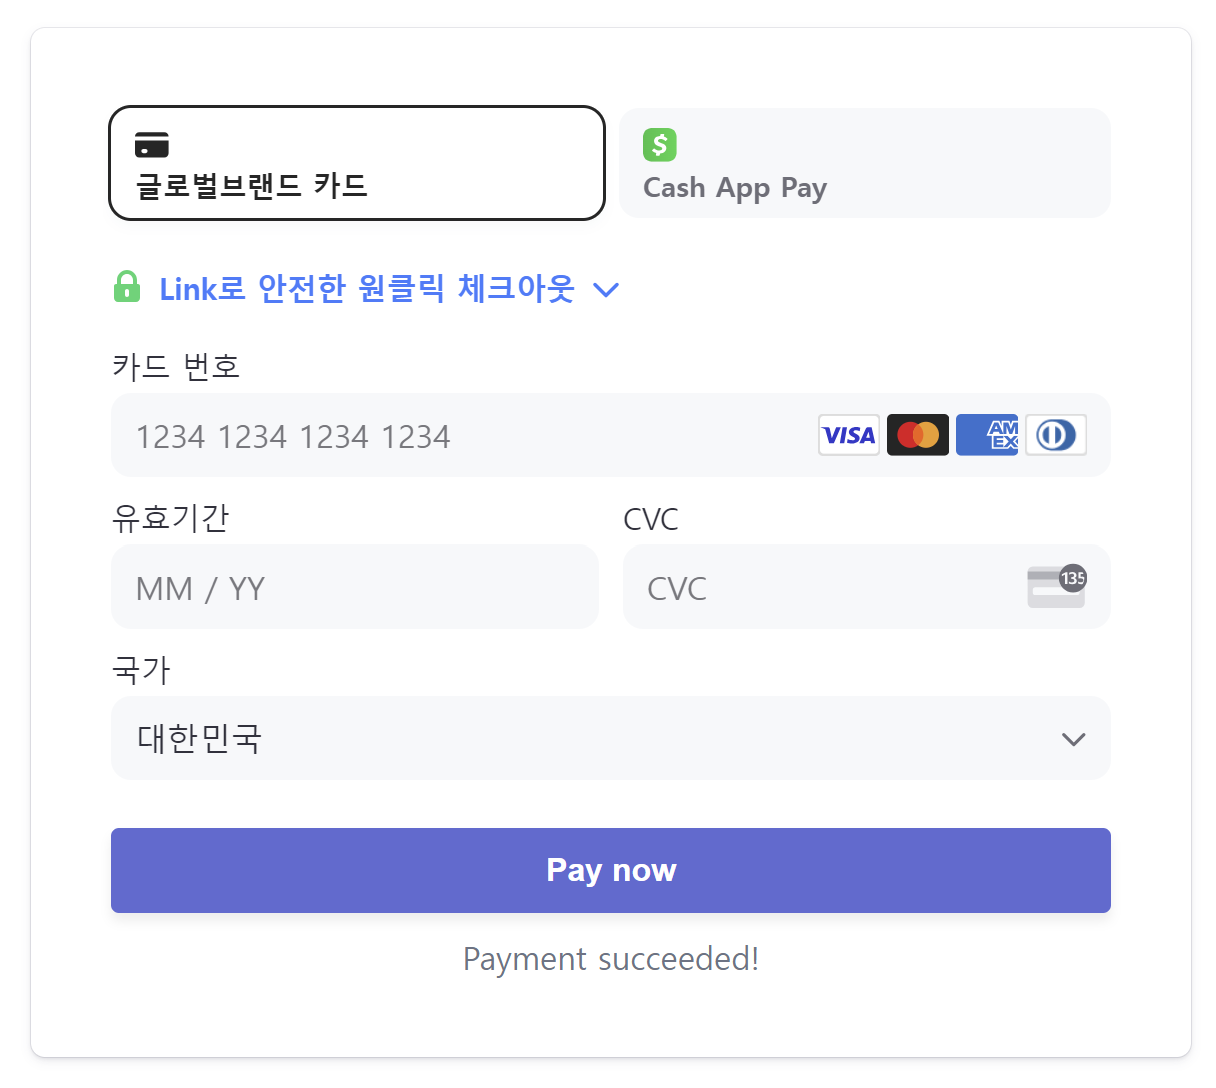 글로벌브랜드 카드
$
Cash App Pay
Link로 안전한 원클릭 체크아웃
카드 번호
1234 1234 1234 1234
VISA
AM
EX
유효기간
CVC
MM / YY
CVC
135
국가
대한민국
Pay now
Payment succeeded!